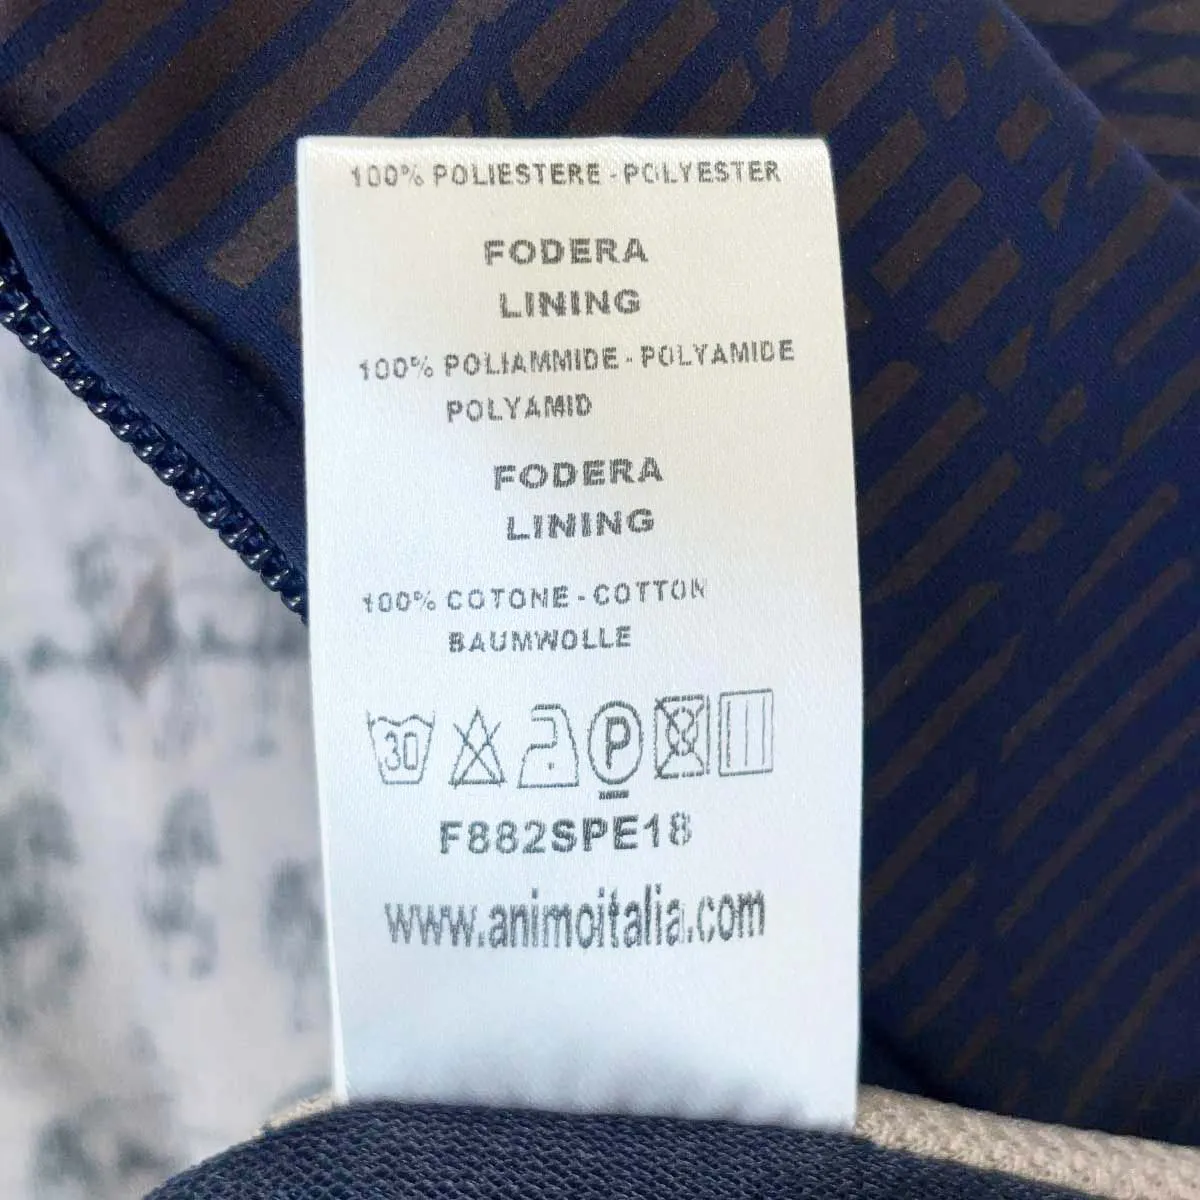 100% POLIESTERE - POLYESTER
FODERA
LINING
100% POLIAMMIDE - POLYAMIDE
POLYAMID
FODERA
LINING
100% COTONE - COTTON
BAUMWOLLE
30 P
F882SPE18
www.animoitalia.com